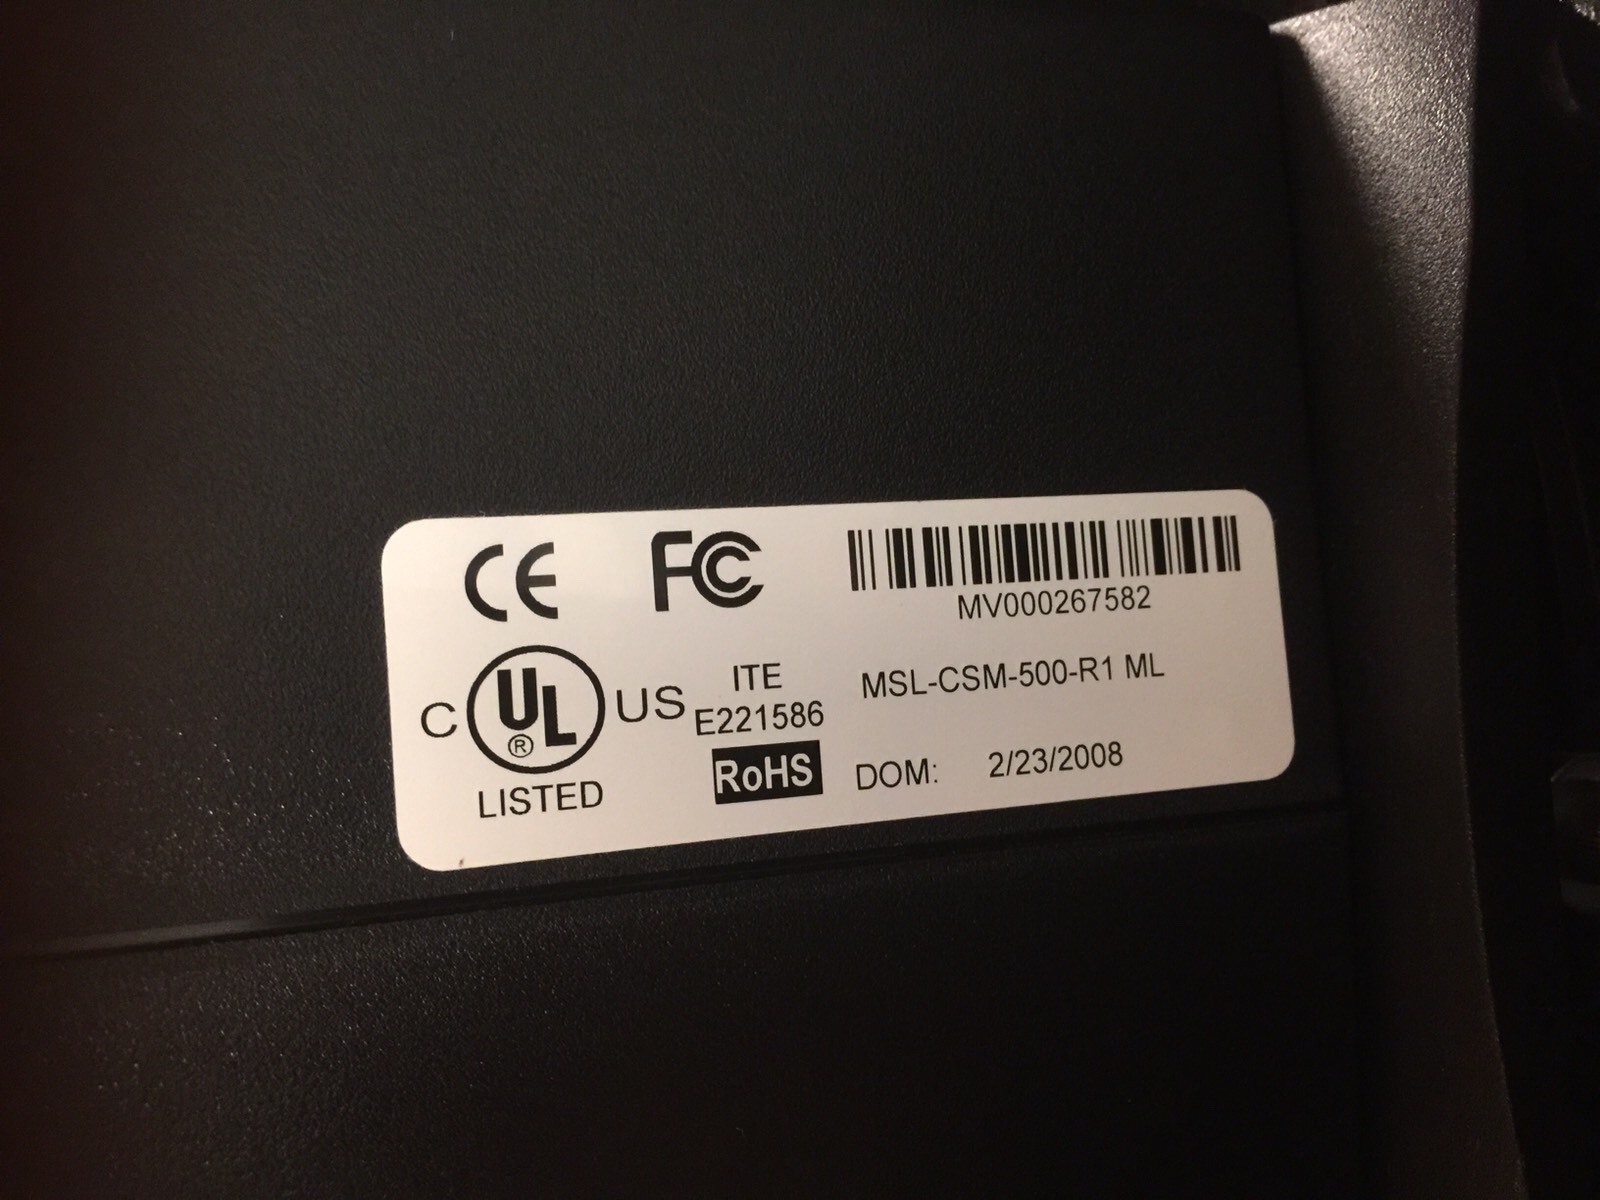 CE FC
MV000267582
C UL® US
LISTED
ITE
E221586
RoHS
MSL-CSM-500-R1 ML
DOM: 2/23/2008